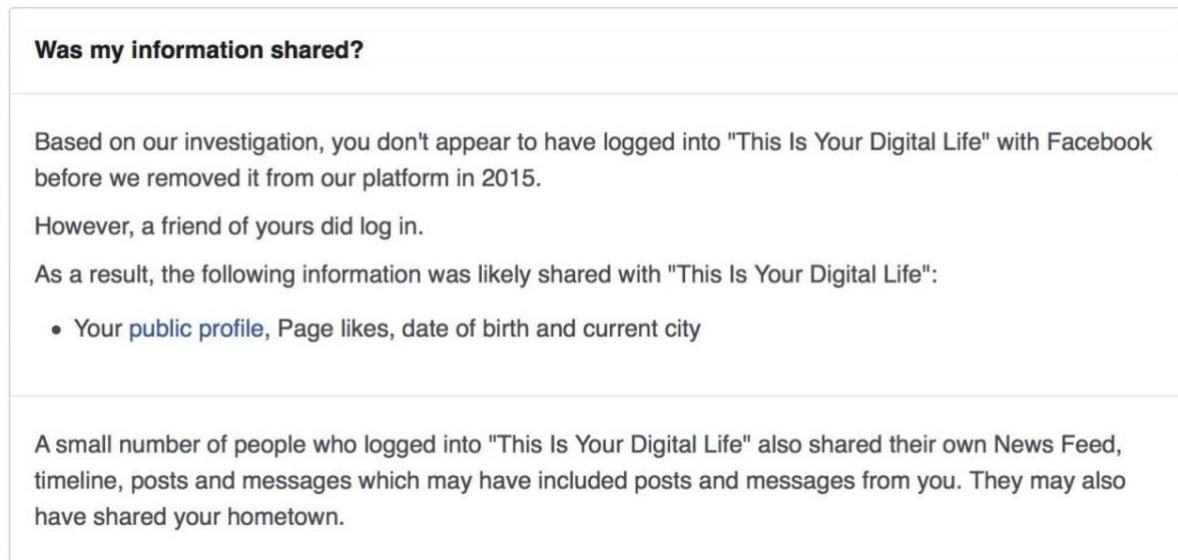 Was my information shared?
Based on our investigation, you don't appear to have logged into "This Is Your Digital Life" with Facebook
before we removed it from our platform in 2015.
However, a friend of yours did log in.
As a result, the following information was likely shared with "This Is Your Digital Life":
• Your public profile, Page likes, date of birth and current city
A small number of people who logged into "This Is Your Digital Life" also shared their own News Feed,
timeline, posts and messages which may have included posts and messages from you. They may also
have shared your hometown.